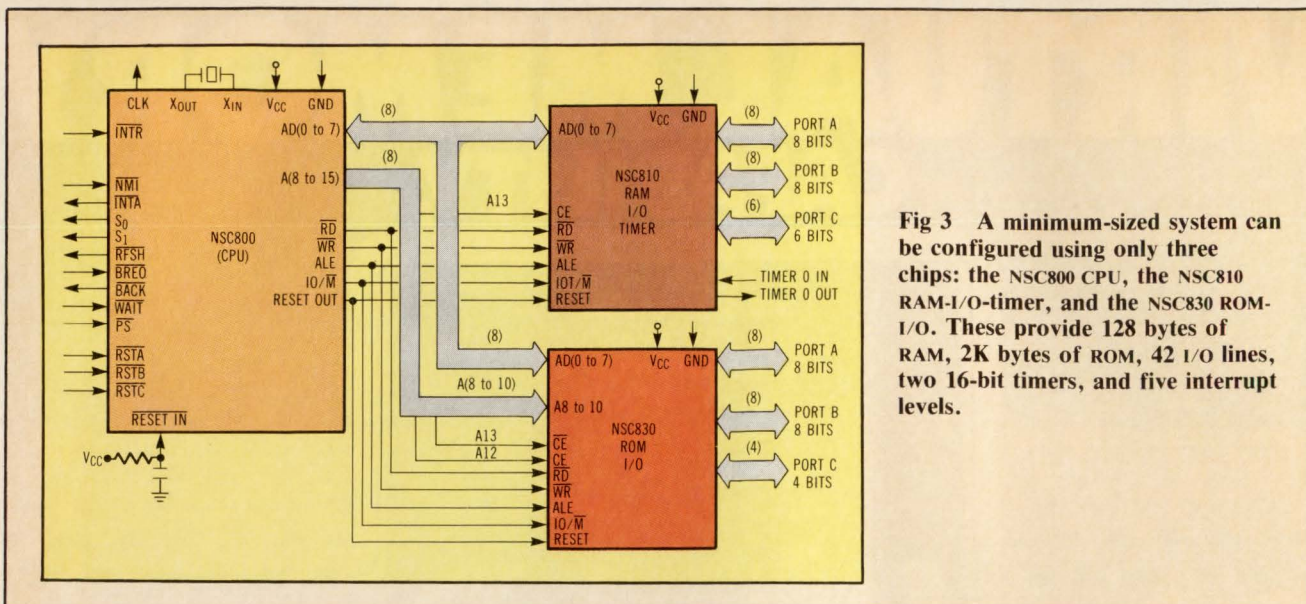 CLK XOUT XIN VCC GND
INTR
NMI
INTA
S0
S1
RFSH
BREQ
BACK
WAIT
PS
RSTA
RSTB
RSTC
RESET IN
VCC
NSC800
(CPU)
AD(0 to 7)
A(8 to 15)
RD
WR
ALE
IO/M
RESET OUT
(8)
(8)
A13
VCC GND
AD(0 to 7)
NSC810
RAM
I/O
TIMER
CE
RD
WR
ALE
IOT/M
RESET
(8) PORT A
8 BITS
(8) PORT B
8 BITS
(6) PORT C
6 BITS
TIMER 0 IN
TIMER 0 OUT
(8)
A(8 to 10)
A13
A12
VCC GND
AD(0 to 7)
A8 to 10
NSC830
ROM
I/O
CE
CE
RD
WR
ALE
IO/M
RESET
(8) PORT A
8 BITS
(8) PORT B
8 BITS
(4) PORT C
4 BITS
Fig 3 A minimum-sized system can
be configured using only three
chips: the NSC800 CPU, the NSC810
RAM-I/O-timer, and the NSC830 ROM-
I/O. These provide 128 bytes of
RAM, 2K bytes of ROM, 42 I/O lines,
two 16-bit timers, and five interrupt
levels.